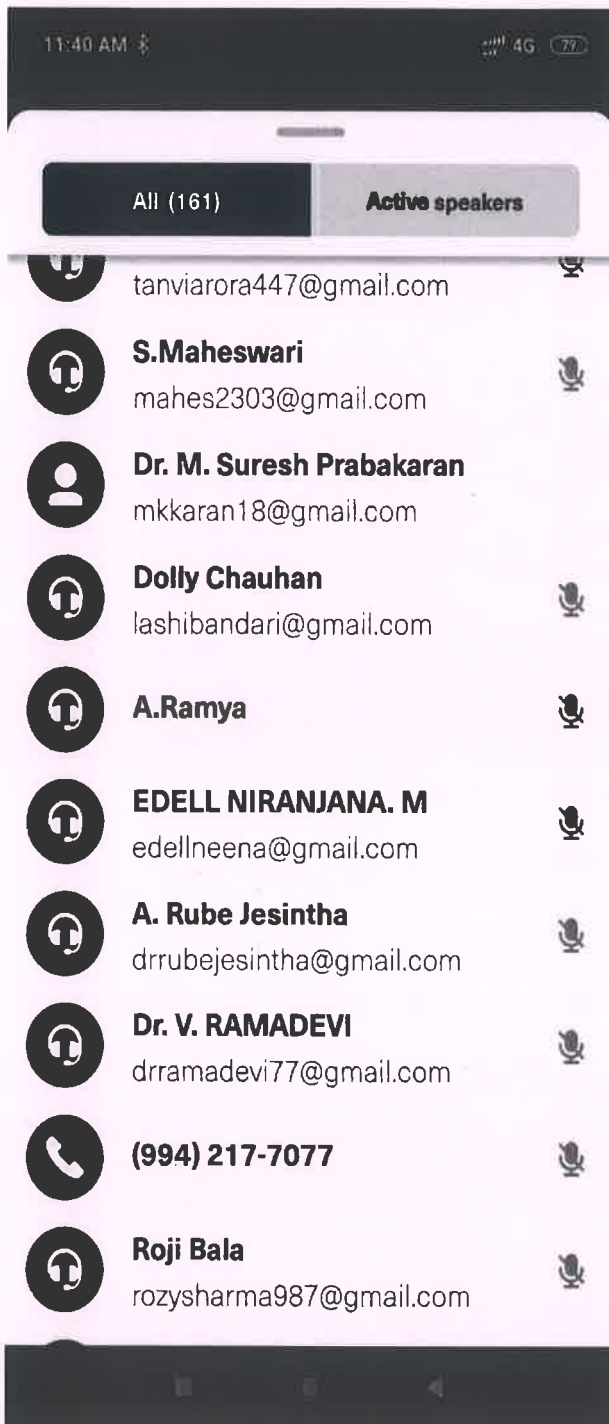 11:40 AM
4G 79
All (161)
Active speakers
tanviarora447@gmail.com
S.Maheswari
mahes2303@gmail.com
Dr. M. Suresh Prabakaran
mkkaran18@gmail.com
Dolly Chauhan
lashibandari@gmail.com
A.Ramya
EDELL NIRANJANA. M
edellneena@gmail.com
A. Rube Jesintha
drrubejesintha@gmail.com
Dr. V. RAMADEVI
drramadevi77@gmail.com
(994) 217-7077
Roji Bala
rozysharma987@gmail.com